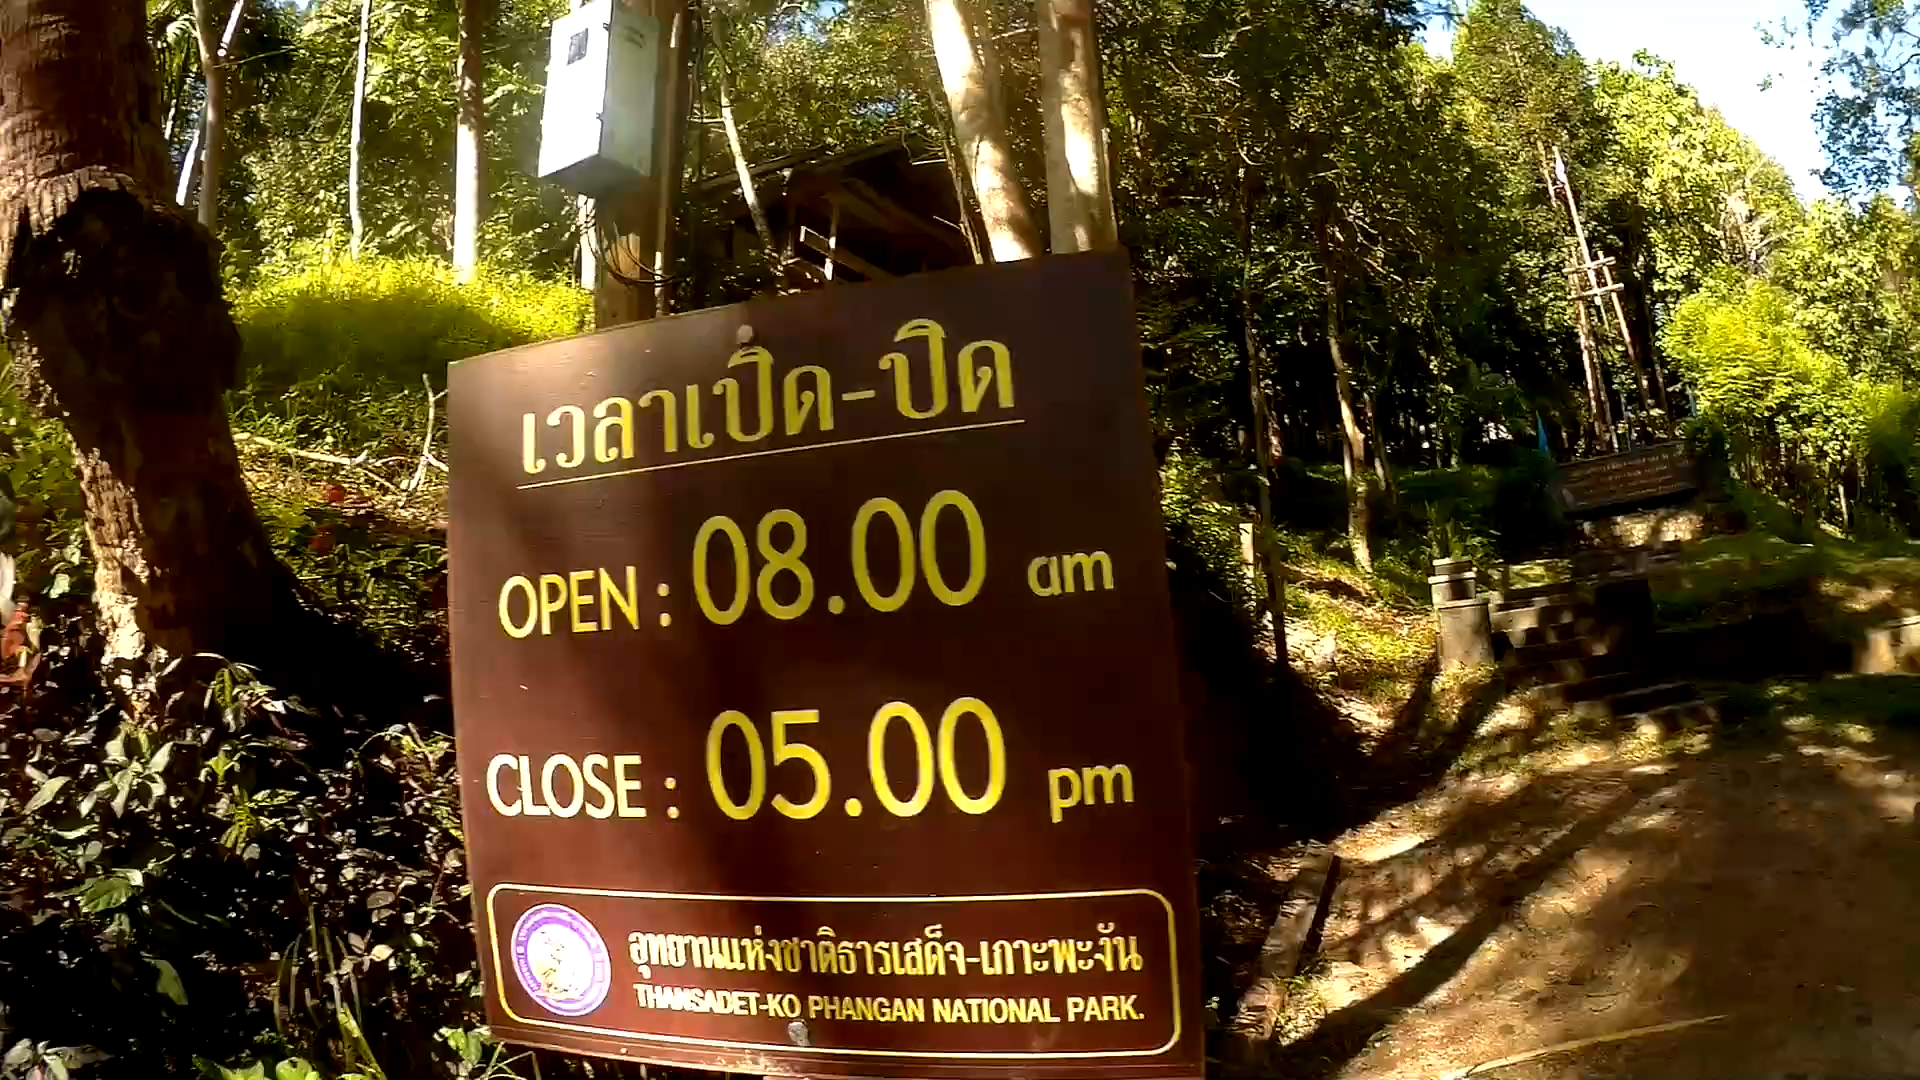 เวลาเปิด-ปิด
OPEN : 08.00 am
CLOSE : 05.00 pm
อุทยานแห่งชาติธารเสด็จ-เกาะพะงัน
THANSADET-KO PHANGAN NATIONAL PARK.